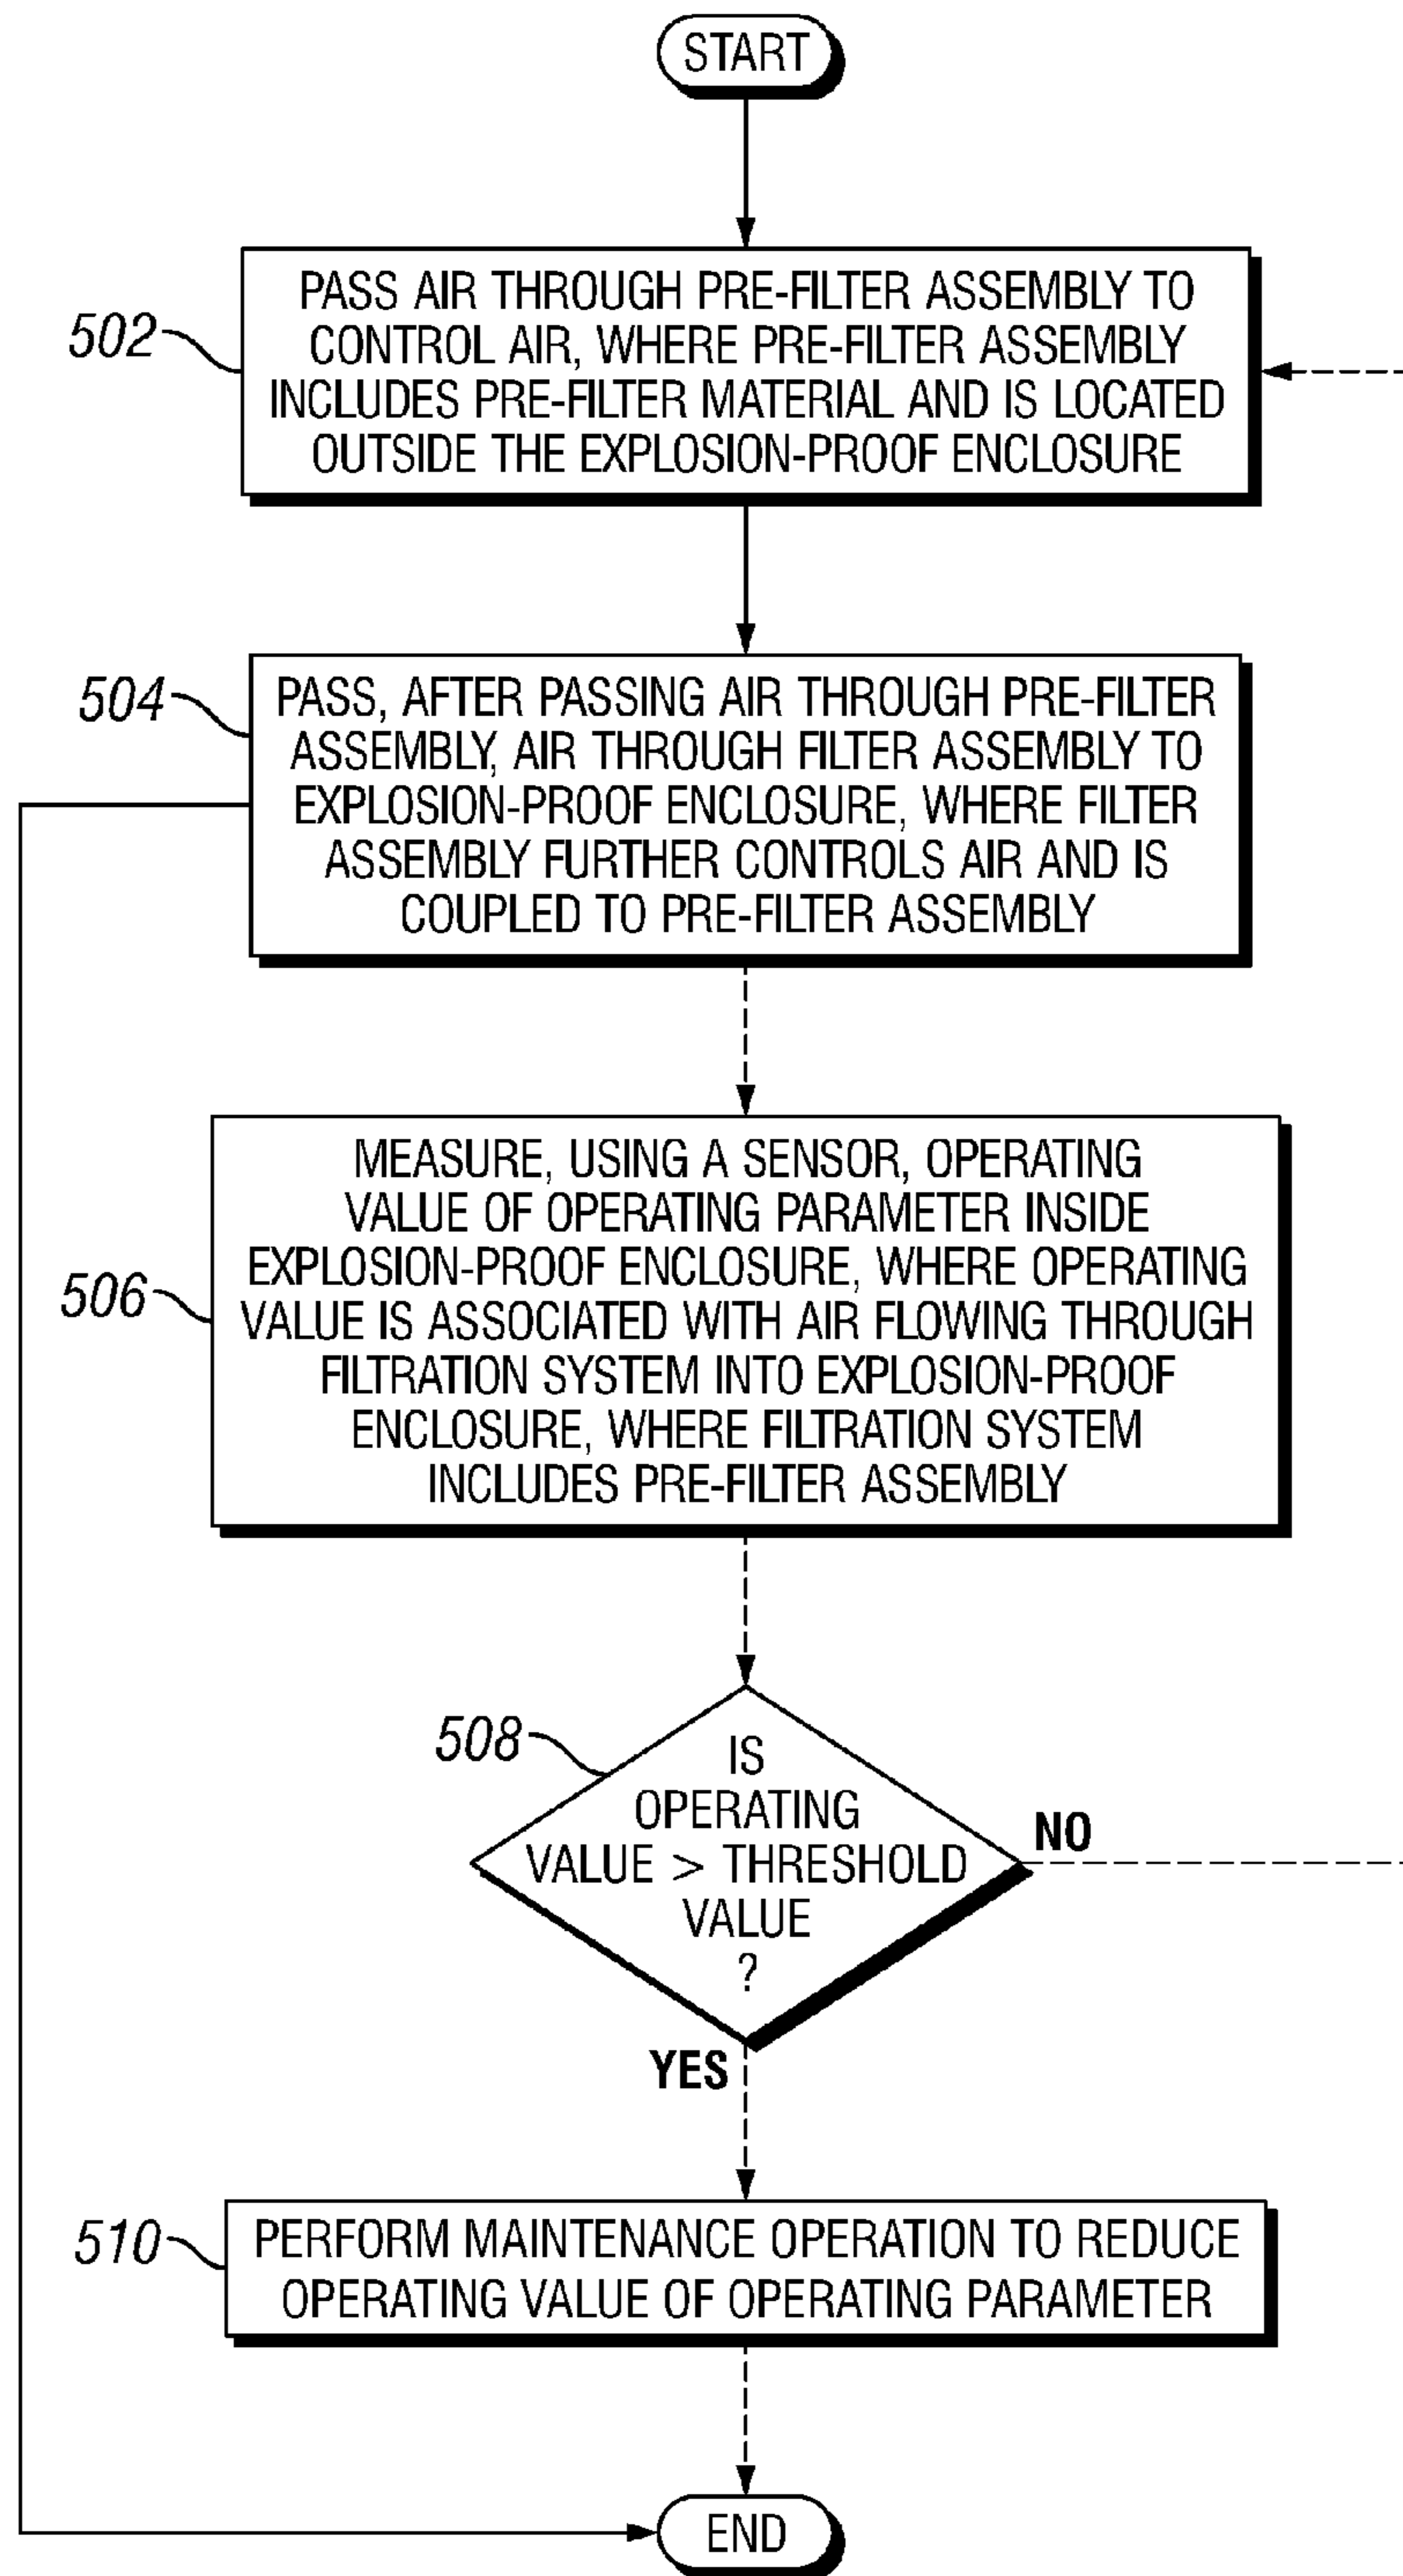 START
502
PASS AIR THROUGH PRE-FILTER ASSEMBLY TO
CONTROL AIR, WHERE PRE-FILTER ASSEMBLY
INCLUDES PRE-FILTER MATERIAL AND IS LOCATED
OUTSIDE THE EXPLOSION-PROOF ENCLOSURE
504
PASS, AFTER PASSING AIR THROUGH PRE-FILTER
ASSEMBLY, AIR THROUGH FILTER ASSEMBLY TO
EXPLOSION-PROOF ENCLOSURE, WHERE FILTER
ASSEMBLY FURTHER CONTROLS AIR AND IS
COUPLED TO PRE-FILTER ASSEMBLY
506
MEASURE, USING A SENSOR, OPERATING
VALUE OF OPERATING PARAMETER INSIDE
EXPLOSION-PROOF ENCLOSURE, WHERE OPERATING
VALUE IS ASSOCIATED WITH AIR FLOWING THROUGH
FILTRATION SYSTEM INTO EXPLOSION-PROOF
ENCLOSURE, WHERE FILTRATION SYSTEM
INCLUDES PRE-FILTER ASSEMBLY
508
IS
OPERATING
VALUE > THRESHOLD
VALUE
?
NO
YES
510
PERFORM MAINTENANCE OPERATION TO REDUCE
OPERATING VALUE OF OPERATING PARAMETER
END